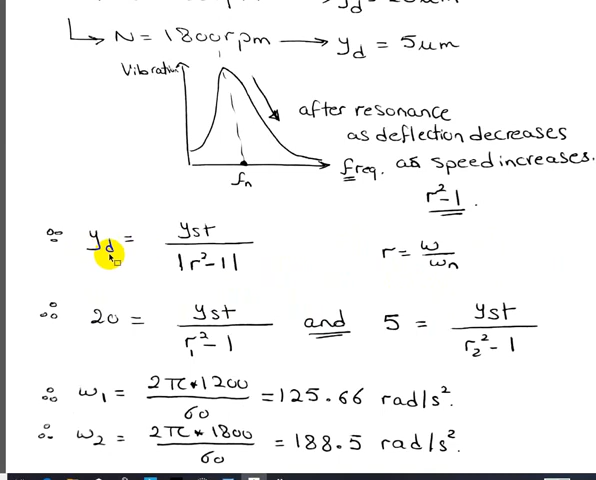 N = 1800rpm → yd = 5μm
Vibration
after resonance
as deflection decreases
freq. as speed increases.
fn
r²-1.
∴ yd = yst / |r²-1|    r = ω/ωn
∴ 20 = yst / r₁²-1 and 5 = yst / r₂²-1
∴ ω₁ = 2π*1200 / 60 = 125.66 rad/s².
∴ ω₂ = 2π*1800 / 60 = 188.5 rad/s².